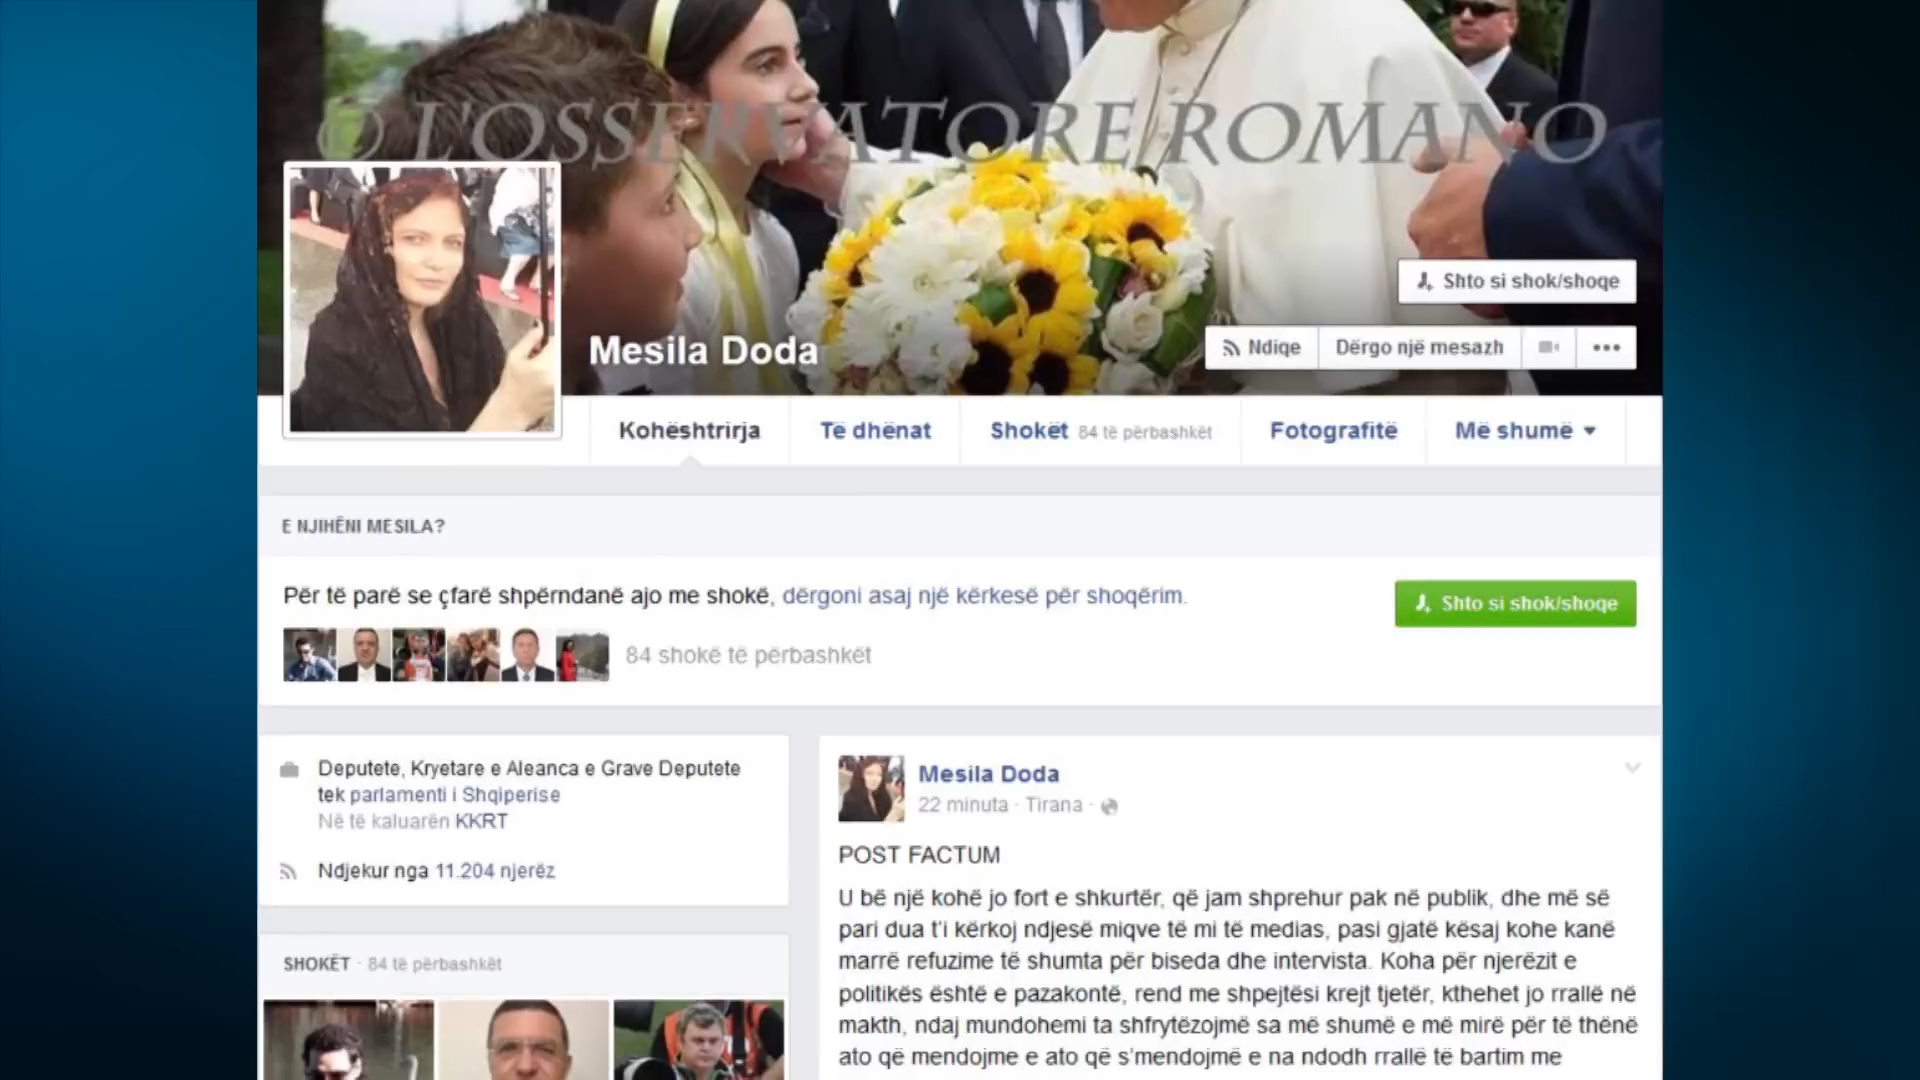 © L'OSSERVATORE ROMANO
Shto si shok/shoqe
Mesila Doda
Ndiqe
Dërgo një mesazh
Kohështrirja
Të dhënat
Shokët 84 të përbashkët
Fotografitë
Më shumë
E NJIHËNI MESILA?
Për të parë se çfarë shpërndanë ajo me shokë, dërgoni asaj një kërkesë për shoqërim.
Shto si shok/shoqe
84 shokë të përbashkët
Deputete, Kryetare e Aleanca e Grave Deputete
tek parlamenti i Shqiperise
Në të kaluarën KKRT
Ndjekur nga 11.204 njerëz
SHOKËT · 84 të përbashkët
Mesila Doda
22 minuta · Tirana ·
POST FACTUM
U bë një kohë jo fort e shkurtër, që jam shprehur pak në publik, dhe më së
pari dua t'i kërkoj ndjesë miqve të mi të medias, pasi gjatë kësaj kohe kanë
marrë refuzime të shumta për biseda dhe intervista. Koha për njerëzit e
politikës është e pazakontë, rend me shpejtësi krejt tjetër, kthehet jo rrallë në
makth, ndaj mundohemi ta shfrytëzojmë sa më shumë e më mirë për të thënë
ato që mendojme e ato që s'mendojmë e na ndodh rrallë të bartim me